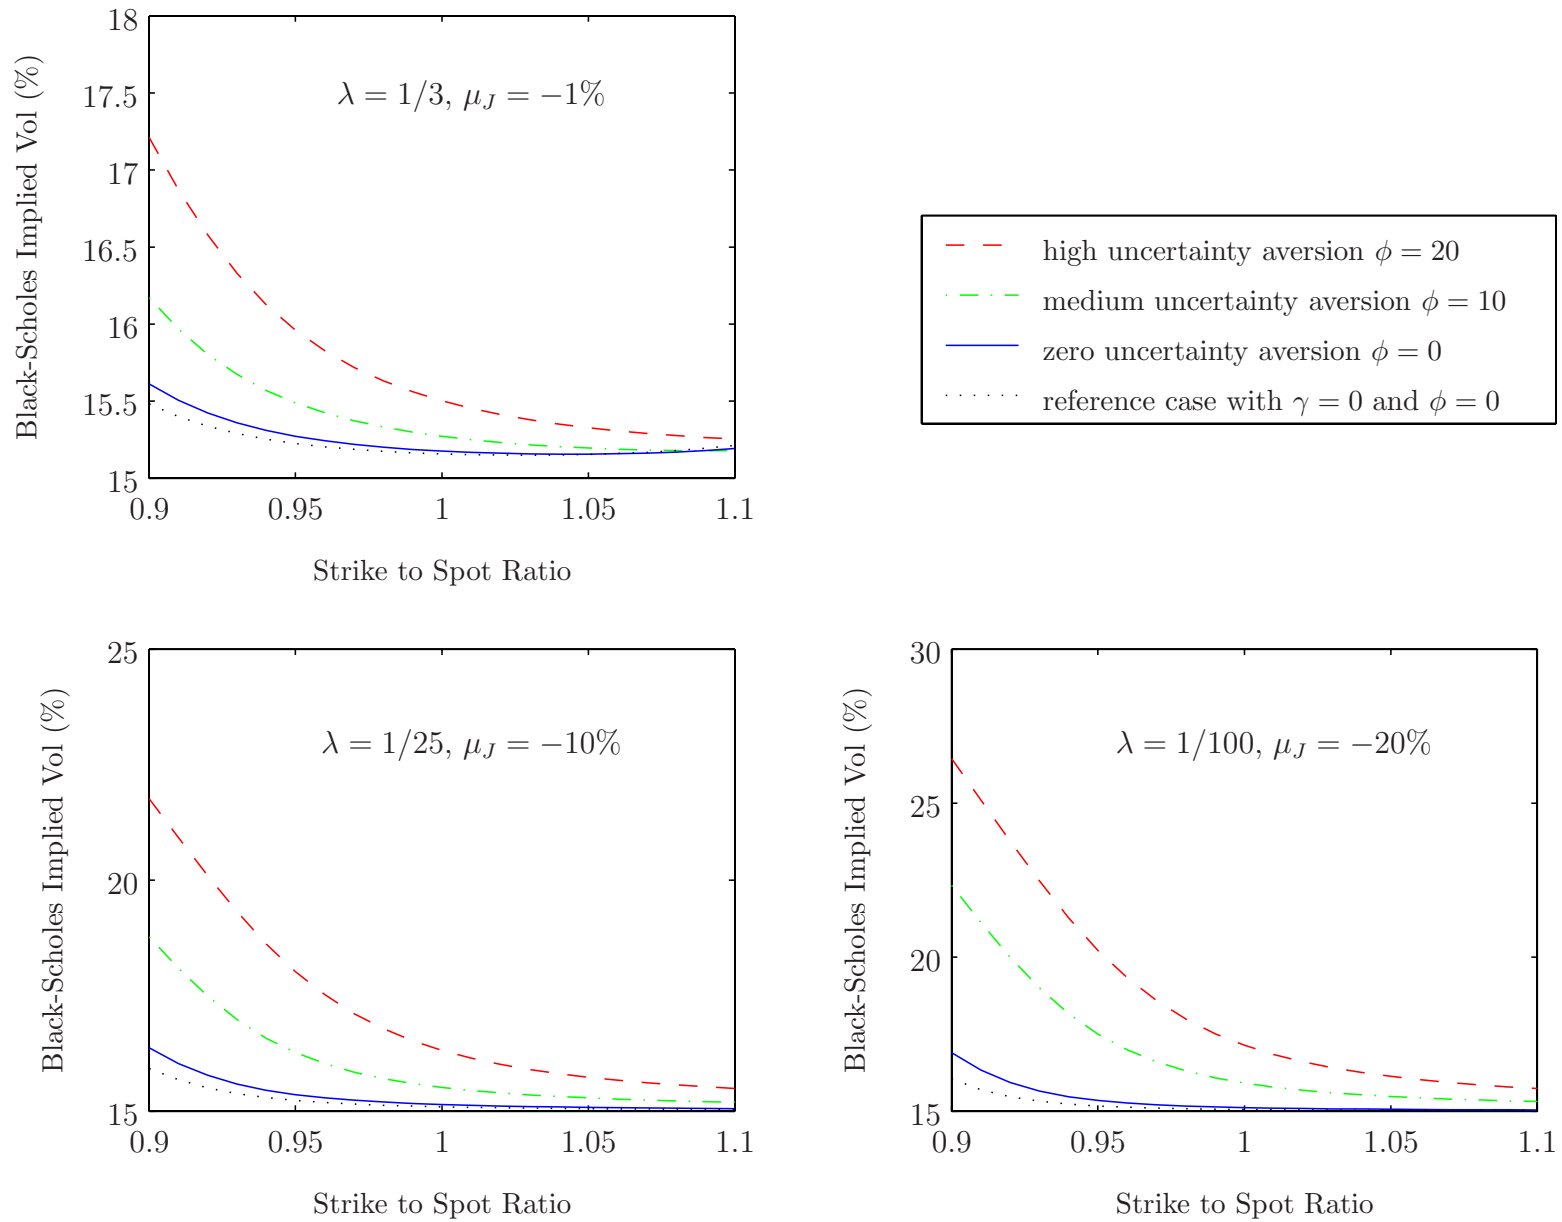 18
17.5
17
16.5
16
15.5
15
Black-Scholes Implied Vol (%)
λ = 1/3, μ_J = −1%
0.9 0.95 1 1.05 1.1
Strike to Spot Ratio
high uncertainty aversion φ = 20
medium uncertainty aversion φ = 10
zero uncertainty aversion φ = 0
reference case with γ = 0 and φ = 0
25
20
15
Black-Scholes Implied Vol (%)
λ = 1/25, μ_J = −10%
0.9 0.95 1 1.05 1.1
Strike to Spot Ratio
30
25
20
15
Black-Scholes Implied Vol (%)
λ = 1/100, μ_J = −20%
0.9 0.95 1 1.05 1.1
Strike to Spot Ratio